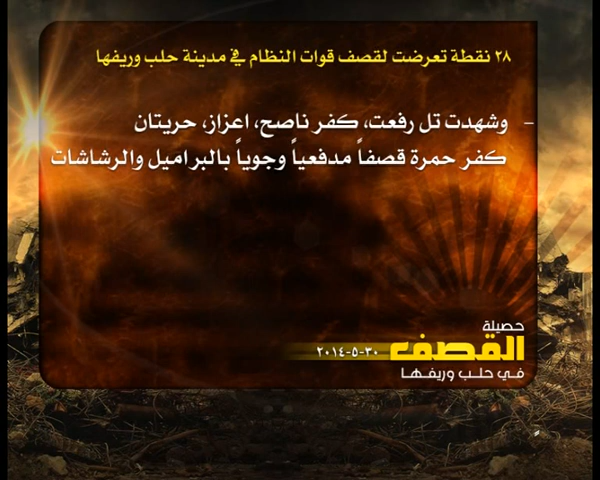 ٢٨ نقطة تعرضت لقصف قوات النظام في مدينة حلب وريفها
- وشهدت تل رفعت، كفر ناصح، اعزاز، حريتان
كفر حمرة قصفاً مدفعياً وجوياً بالبراميل والرشاشات
حصيلة
القصف ٣٠-٥-٢٠١٤
في حلب وريفها